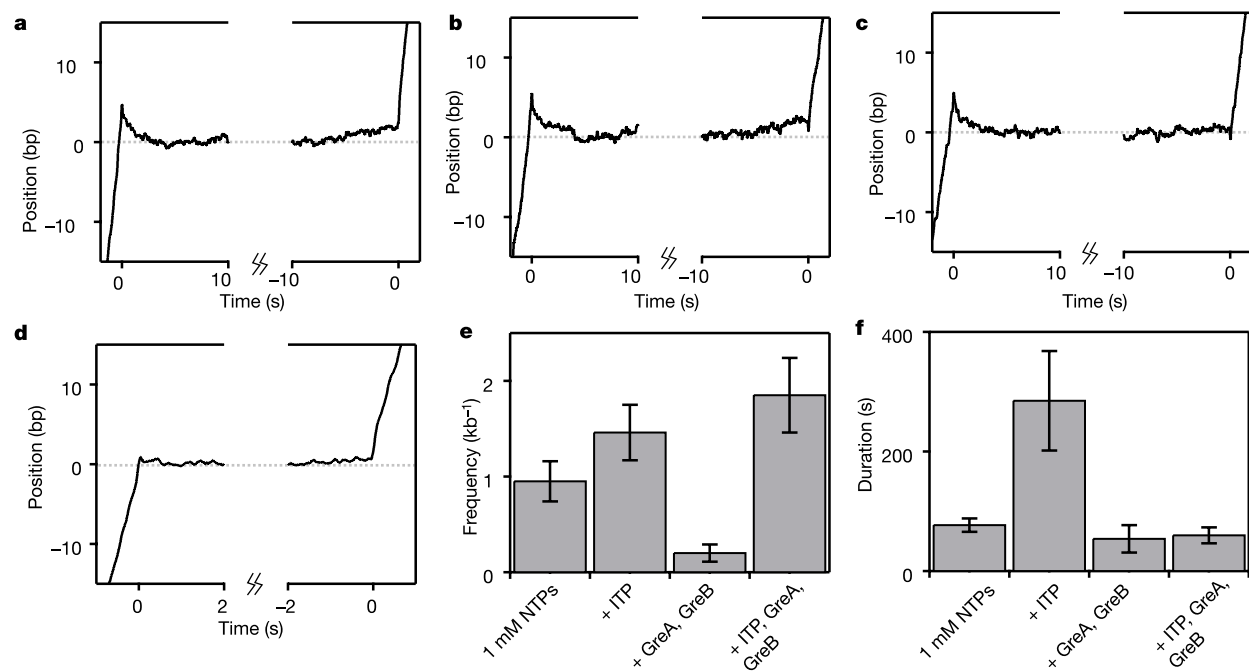 a
Position (bp)
10
0
−10
0
10
−10
0
Time (s)
b
Position (bp)
10
0
−10
0
10
−10
0
Time (s)
c
Position (bp)
10
0
−10
0
10
−10
0
Time (s)
d
Position (bp)
10
0
−10
0
2
−2
0
Time (s)
e
Frequency (kb⁻¹)
2
1
0
1 mM NTPs
+ ITP
+ GreA, GreB
+ ITP, GreA,
GreB
f
Duration (s)
400
200
0
1 mM NTPs
+ ITP
+ GreA, GreB
+ ITP, GreA,
GreB